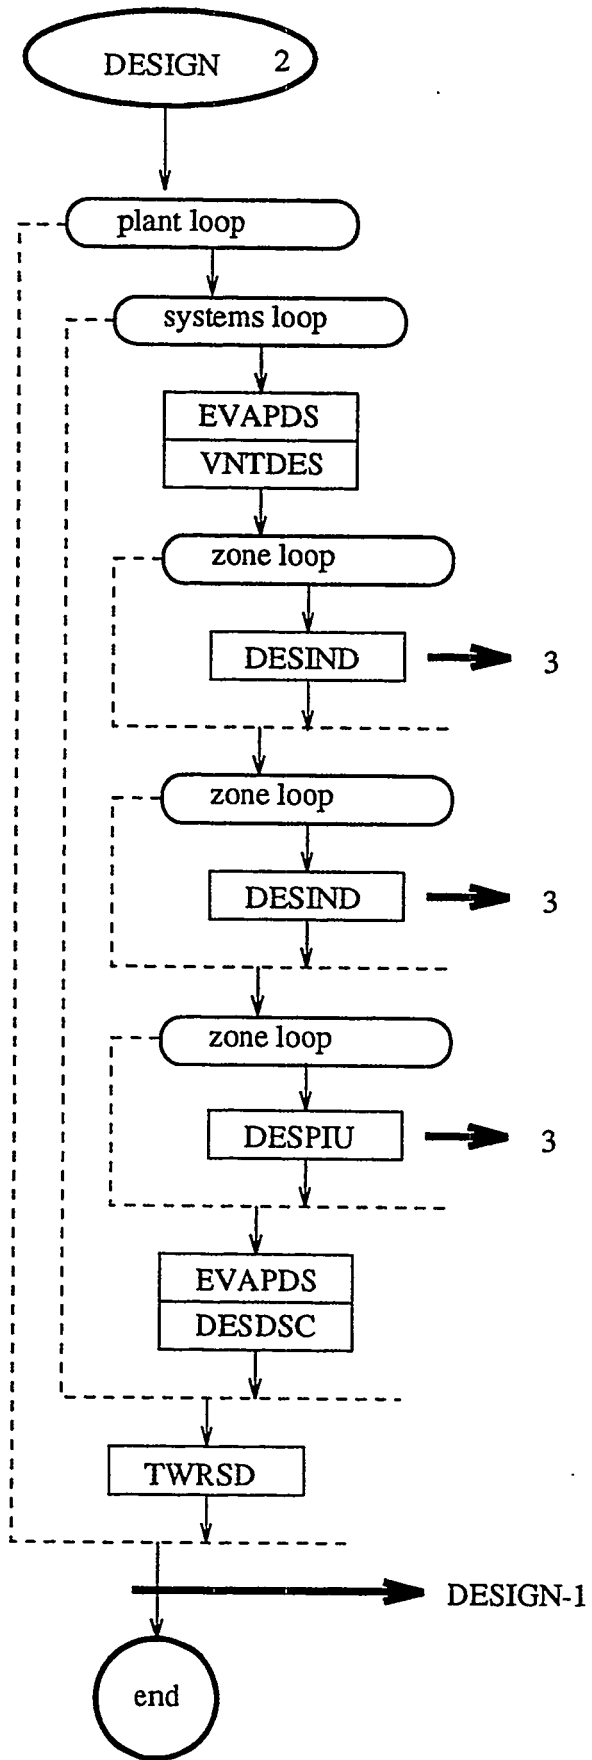 DESIGN 2
plant loop
systems loop
EVAPDS
VNTDES
zone loop
DESIND 3
zone loop
DESIND 3
zone loop
DESPIU 3
EVAPDS
DESDSC
TWRSD
DESIGN-1
end